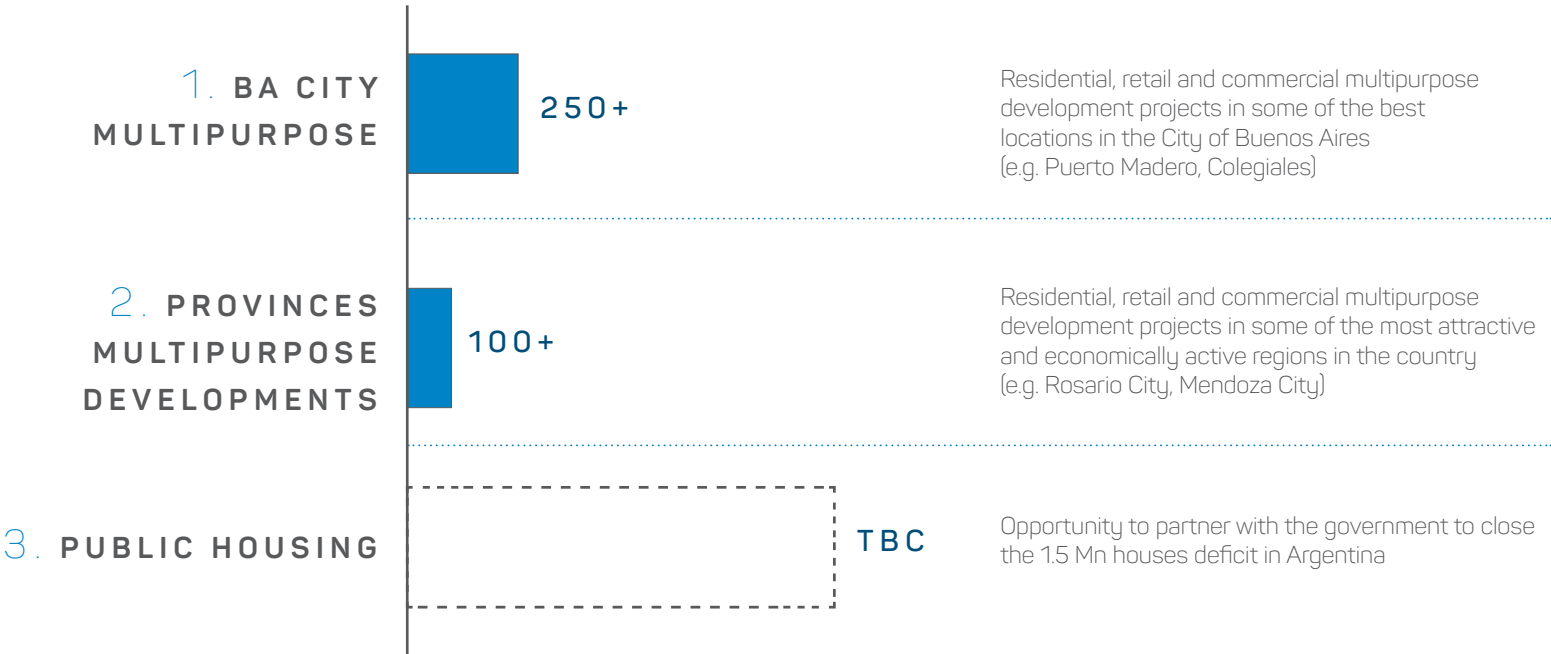 1. BA CITY
MULTIPURPOSE
250+
Residential, retail and commercial multipurpose
development projects in some of the best
locations in the City of Buenos Aires
(e.g. Puerto Madero, Colegiales)
2. PROVINCES
MULTIPURPOSE
DEVELOPMENTS
100+
Residential, retail and commercial multipurpose
development projects in some of the most attractive
and economically active regions in the country
(e.g. Rosario City, Mendoza City)
3. PUBLIC HOUSING
TBC
Opportunity to partner with the government to close
the 1.5 Mn houses deficit in Argentina